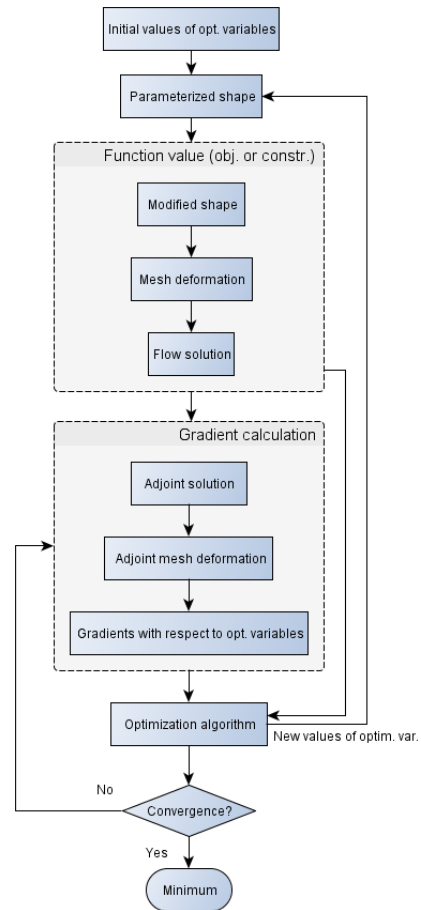 Initial values of opt. variables
Parameterized shape
Function value (obj. or constr.)
Modified shape
Mesh deformation
Flow solution
Gradient calculation
Adjoint solution
Adjoint mesh deformation
Gradients with respect to opt. variables
Optimization algorithm
New values of optim. var.
No
Convergence?
Yes
Minimum